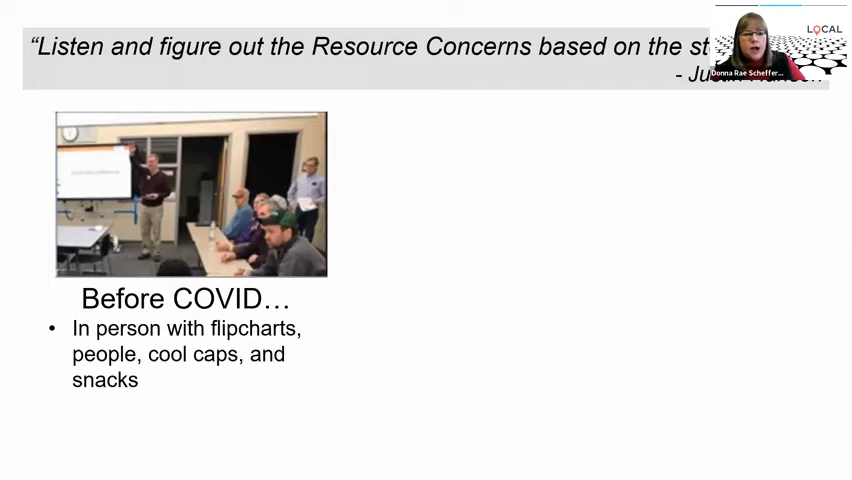 “Listen and figure out the Resource Concerns based on the
LOCAL
Donna Rae Scheffer...
-
Before COVID…
• In person with flipcharts,
people, cool caps, and
snacks